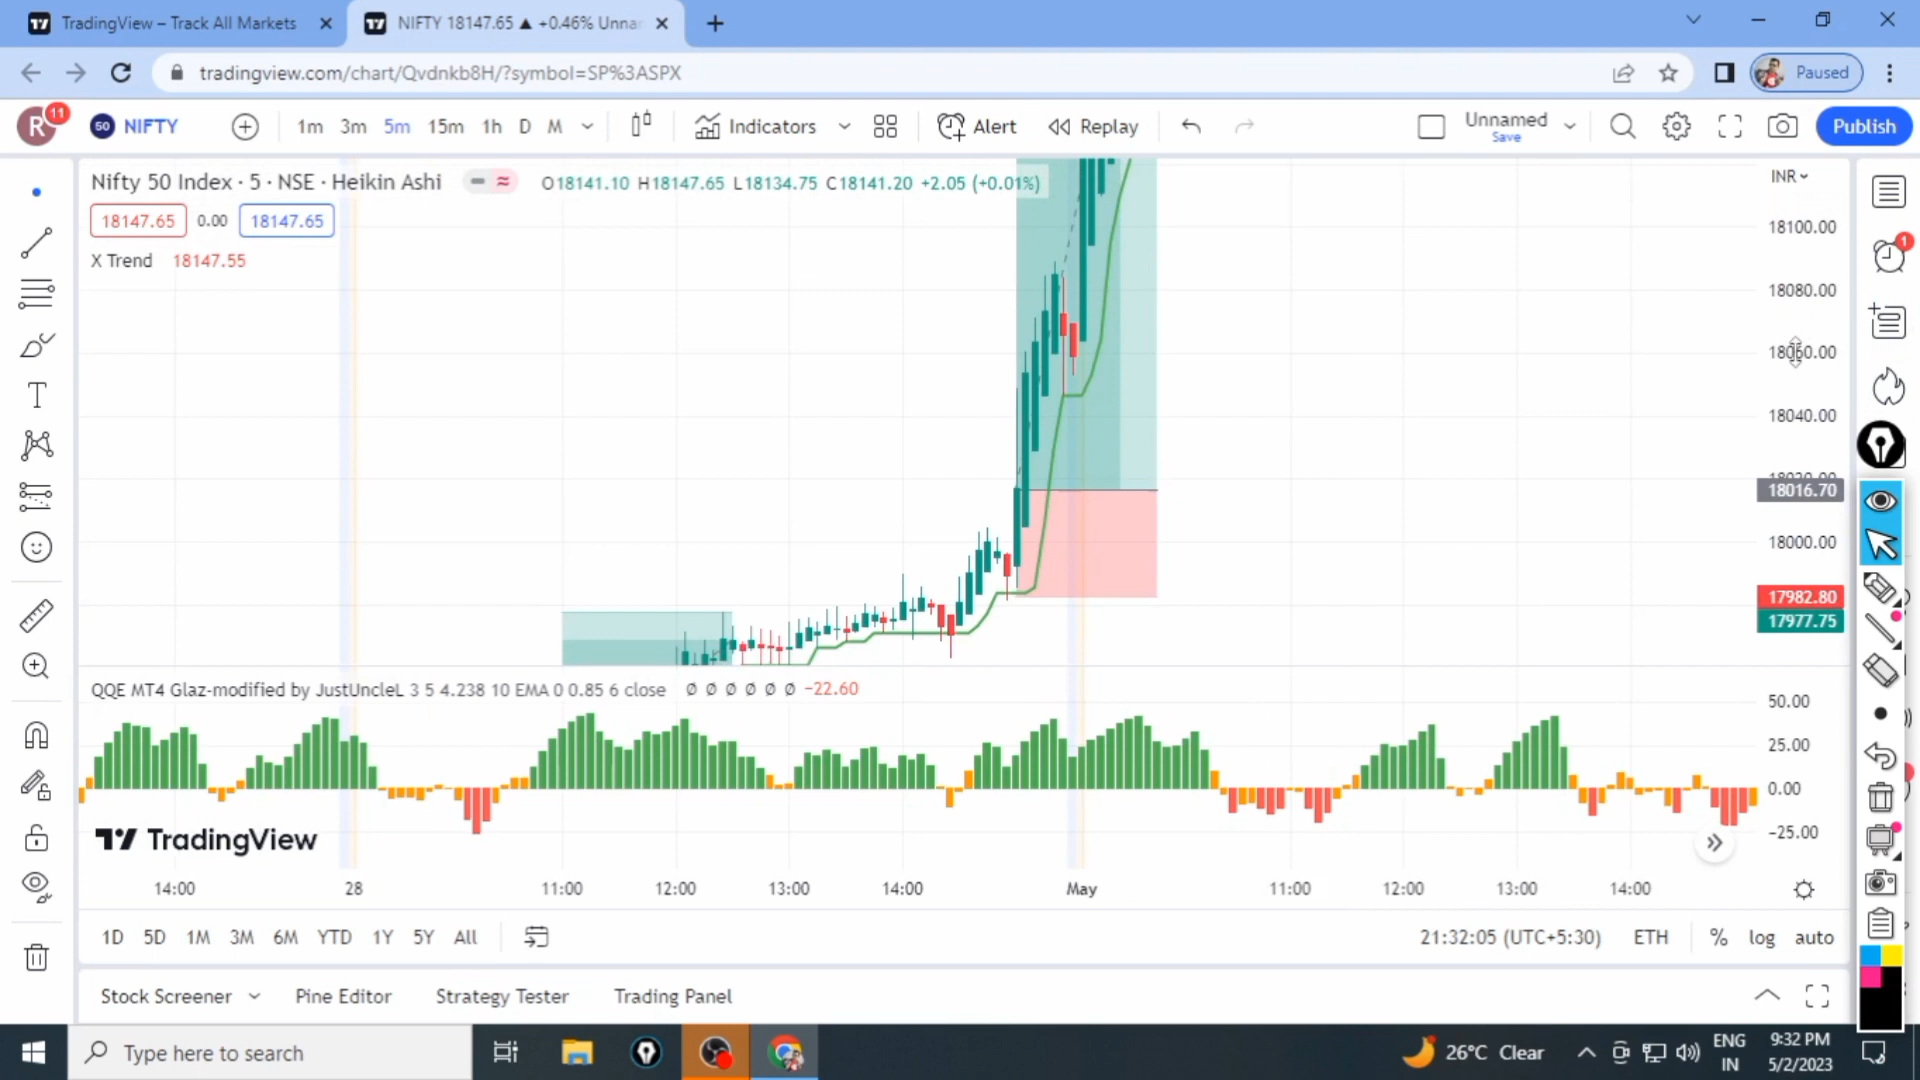 TradingView – Track All Markets
NIFTY 18147.65 ▲ +0.46% Unna
tradingview.com/chart/Qvdnkb8H/?symbol=SP%3ASPX
Paused
R
11
50 NIFTY
1m 3m 5m 15m 1h D M
Indicators
Alert
Replay
Unnamed
Save
Publish
Nifty 50 Index · 5 · NSE · Heikin Ashi
O18141.10 H18147.65 L18134.75 C18141.20 +2.05 (+0.01%)
INR
18147.65 0.00 18147.65
X Trend 18147.55
18100.00
18080.00
18060.00
18040.00
18016.70
18000.00
17982.80
17977.75
1
QQE MT4 Glaz-modified by JustUncleL 3 5 4.238 10 EMA 0 0.85 6 close ∅ ∅ ∅ ∅ ∅ ∅ −22.60
50.00
25.00
0.00
−25.00
TradingView
14:00 28 11:00 12:00 13:00 14:00 May 11:00 12:00 13:00 14:00
1D 5D 1M 3M 6M YTD 1Y 5Y All
21:32:05 (UTC+5:30) ETH % log auto
Stock Screener Pine Editor Strategy Tester Trading Panel
Type here to search
26°C Clear
ENG
IN
9:32 PM
5/2/2023